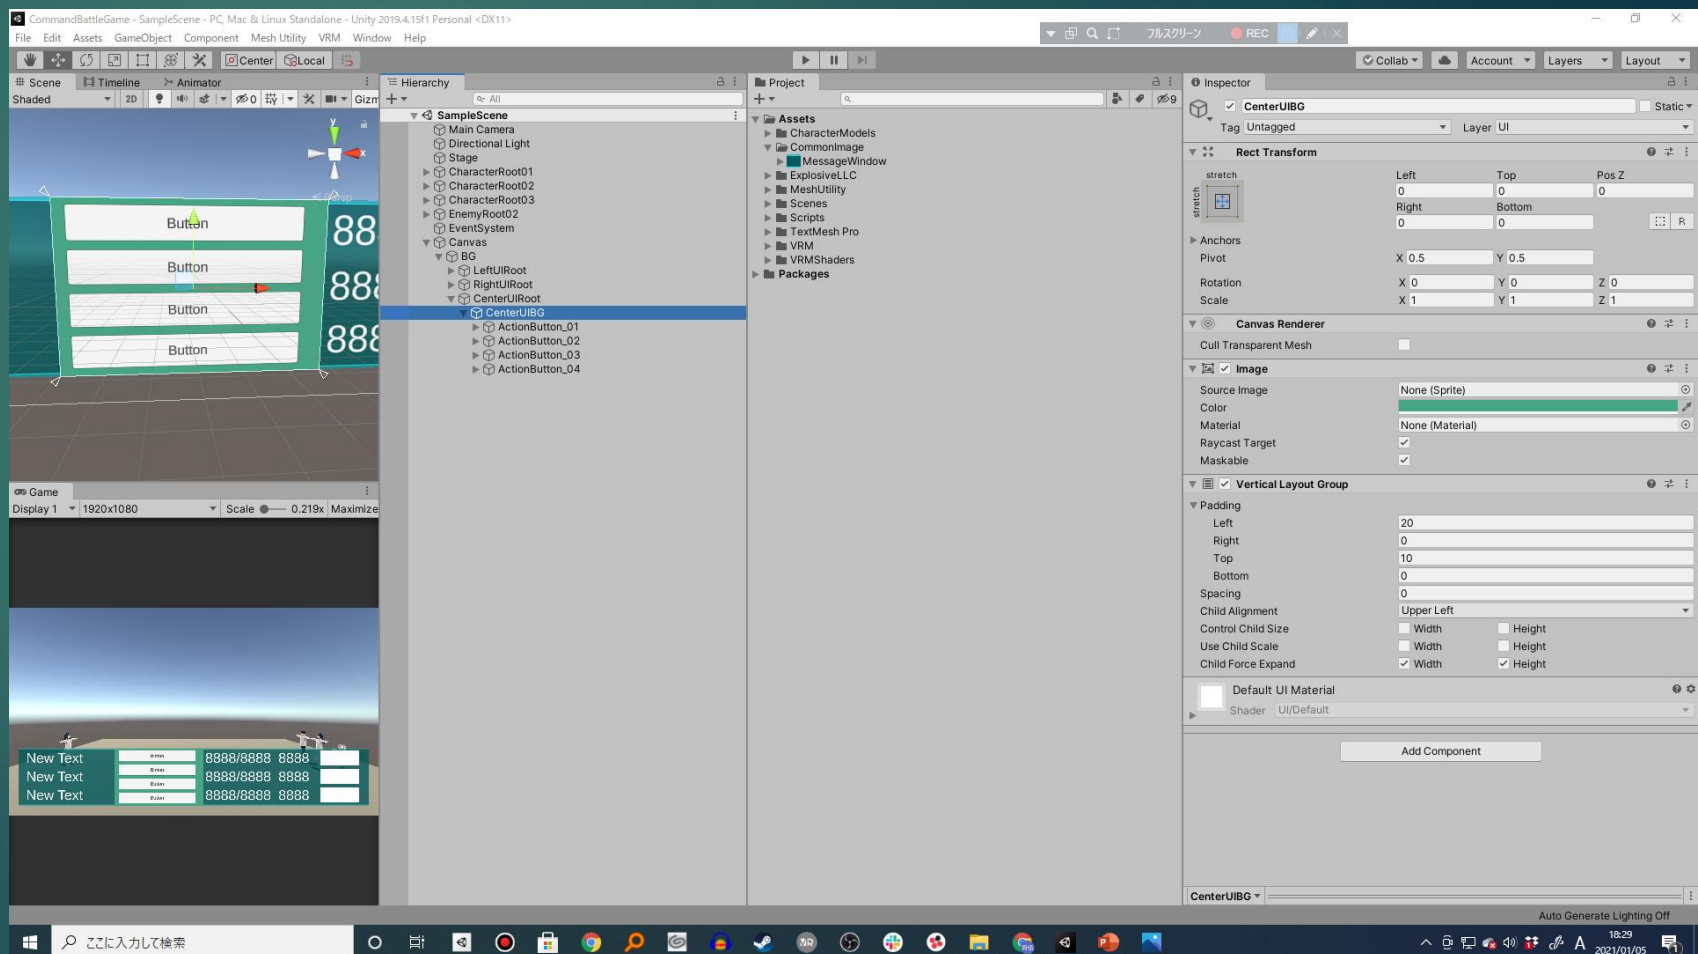 CommandBattleGame - SampleScene - PC, Mac & Linux Standalone - Unity 2019.4.15f1 Personal <DX11>
File Edit Assets GameObject Component Mesh Utility VRM Window Help
フルスクリーン REC
Center Local
Collab Account Layers Layout
Scene Timeline Animator
Shaded 2D 0 Gizm
Persp
y
x
Button
Button
Button
Button
88
888
888
Game
Display 1 1920x1080 Scale 0.219x Maximize
New Text 8888/8888 8888
New Text 8888/8888 8888
New Text 8888/8888 8888
Button
Button
Button
Button
Hierarchy
All
SampleScene
Main Camera
Directional Light
Stage
CharacterRoot01
CharacterRoot02
CharacterRoot03
EnemyRoot02
EventSystem
Canvas
BG
LeftUIRoot
RightUIRoot
CenterUIRoot
CenterUIBG
ActionButton_01
ActionButton_02
ActionButton_03
ActionButton_04
Project
9
Assets
CharacterModels
CommonImage
MessageWindow
ExplosiveLLC
MeshUtility
Scenes
Scripts
TextMesh Pro
VRM
VRMShaders
Packages
Inspector
CenterUIBG Static
Tag Untagged Layer UI
Rect Transform
stretch Left Top Pos Z
stretch 0 0 0
Right Bottom
0 0 R
Anchors
Pivot X 0.5 Y 0.5
Rotation X 0 Y 0 Z 0
Scale X 1 Y 1 Z 1
Canvas Renderer
Cull Transparent Mesh
Image
Source Image None (Sprite)
Color
Material None (Material)
Raycast Target
Maskable
Vertical Layout Group
Padding
Left 20
Right 0
Top 10
Bottom 0
Spacing 0
Child Alignment Upper Left
Control Child Size Width Height
Use Child Scale Width Height
Child Force Expand Width Height
Default UI Material
Shader UI/Default
Add Component
CenterUIBG
Auto Generate Lighting Off
ここに入力して検索
A 18:29
2021/01/05